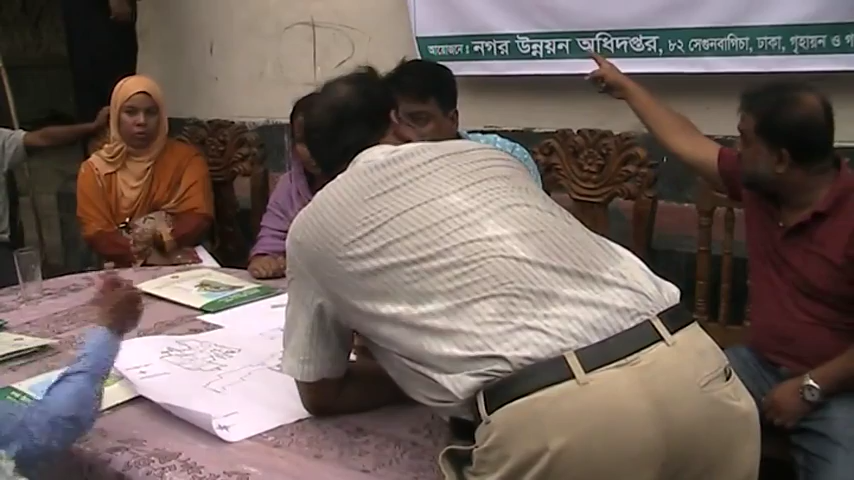 আয়োজনে : নগর উন্নয়ন অধিদপ্তর, ৮২ সেগুনবাগিচা, ঢাকা, গৃহায়ন ও